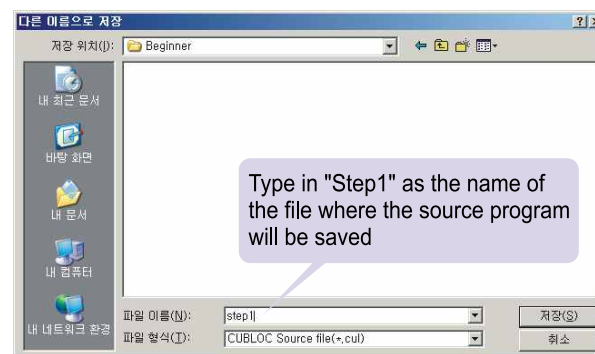 다른 이름으로 저장
저장 위치(I): Beginner
내 최근 문서
바탕 화면
내 문서
내 컴퓨터
내 네트워크 환경
Type in "Step1" as the name of
the file where the source program
will be saved
파일 이름(N): step1
저장(S)
파일 형식(T): CUBLOC Source file(*,cul)
취소